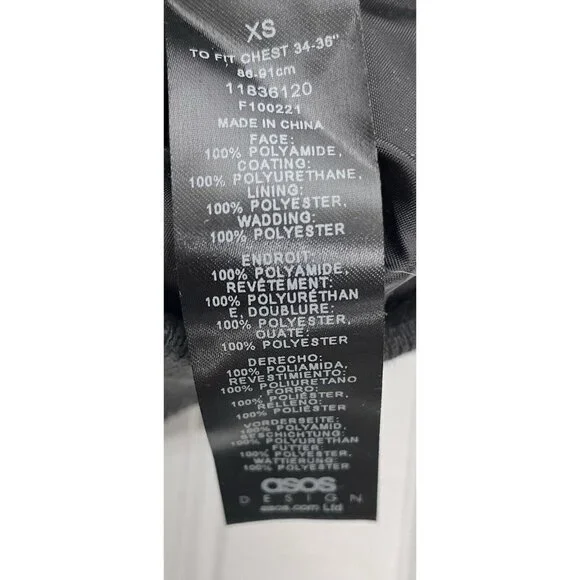 XS
TO FIT CHEST 34-36"
86-91cm
11836120
F100221
MADE IN CHINA
FACE:
100% POLYAMIDE,
COATING:
100% POLYURETHANE,
LINING:
100% POLYESTER,
WADDING:
100% POLYESTER
ENDROIT:
100% POLYAMIDE,
REVETEMENT:
100% POLYURÉTHAN
E, DOUBLURE:
100% POLYESTER,
OUATE:
100% POLYESTER
DERECHO:
100% POLIAMIDA,
REVESTIMIENTO:
100% POLIURETANO
FORRO:
100% POLIÉSTER,
RELLENO:
100% POLIÉSTER
VORDERSEITE:
100% POLYAMID,
BESCHICHTUNG:
100% POLYURETHAN
FUTTER:
100% POLYESTER,
WATTIERUNG:
100% POLYESTER
asos
DESIGN
asos.com Ltd